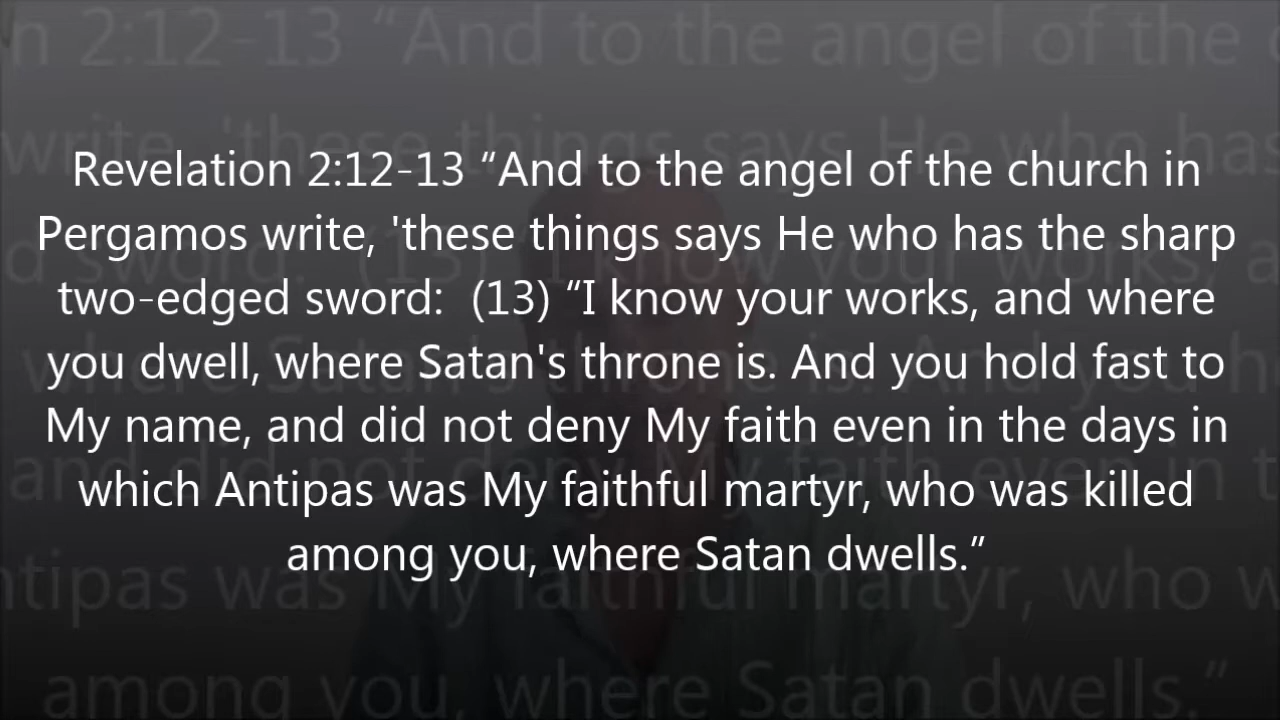 Revelation 2:12-13 “And to the angel of the church in
Pergamos write, 'these things says He who has the sharp
two-edged sword:  (13) “I know your works, and where
you dwell, where Satan's throne is. And you hold fast to
My name, and did not deny My faith even in the days in
which Antipas was My faithful martyr, who was killed
among you, where Satan dwells.”